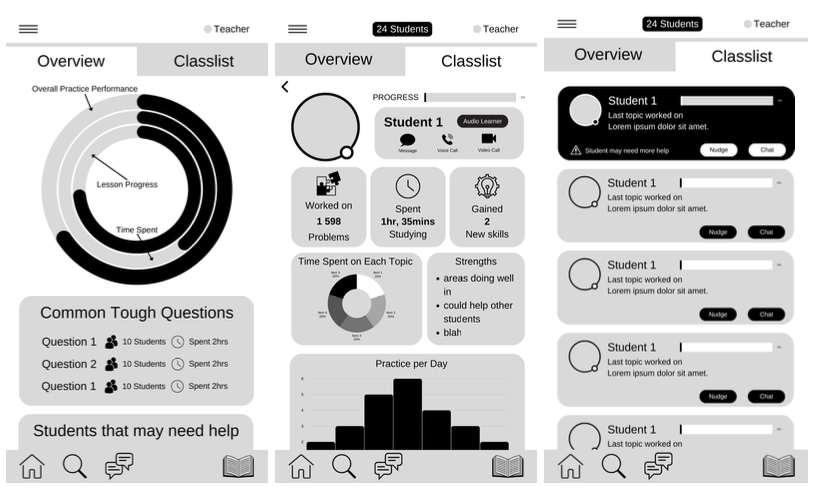 Teacher
Overview
Classlist
Overall Practice Performance
Lesson Progress
Time Spent
Common Tough Questions
Question 1 10 Students Spent 2hrs
Question 2 10 Students Spent 2hrs
Question 1 10 Students Spent 2hrs
Students that may need help
24 Students
Teacher
Overview
Classlist
PROGRESS
Student 1
Audio Learner
Message
Voice Call
Video Call
Worked on
1 598
Problems
Spent
1hr, 35mins
Studying
Gained
2
New skills
Time Spent on Each Topic
Strengths
• areas doing well
in
• could help other
students
• blah
Practice per Day
6
5
4
3
2
24 Students
Teacher
Overview
Classlist
Student 1
Last topic worked on
Lorem ipsum dolor sit amet.
Student may need more help
Nudge
Chat
Student 1
Last topic worked on
Lorem ipsum dolor sit amet.
Nudge
Chat
Student 1
Last topic worked on
Lorem ipsum dolor sit amet.
Nudge
Chat
Student 1
Last topic worked on
Lorem ipsum dolor sit amet.
Nudge
Chat
Student 1
Last topic worked on